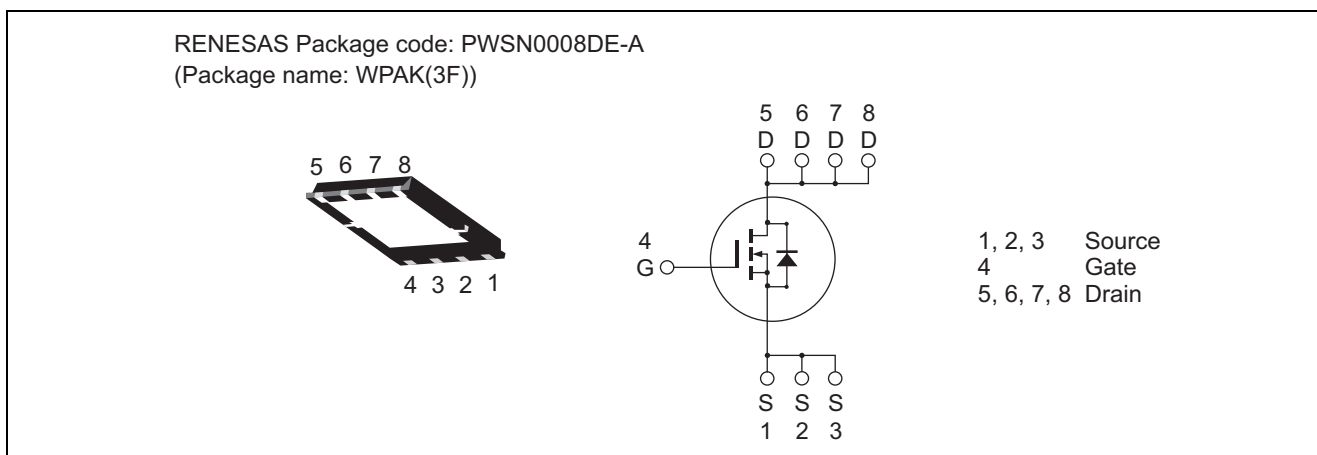 RENESAS Package code: PWSN0008DE-A
(Package name: WPAK(3F))
5 6 7 8
4 3 2 1
5 6 7 8
D D D D
4
G
S S S
1 2 3
1, 2, 3 Source
4 Gate
5, 6, 7, 8 Drain